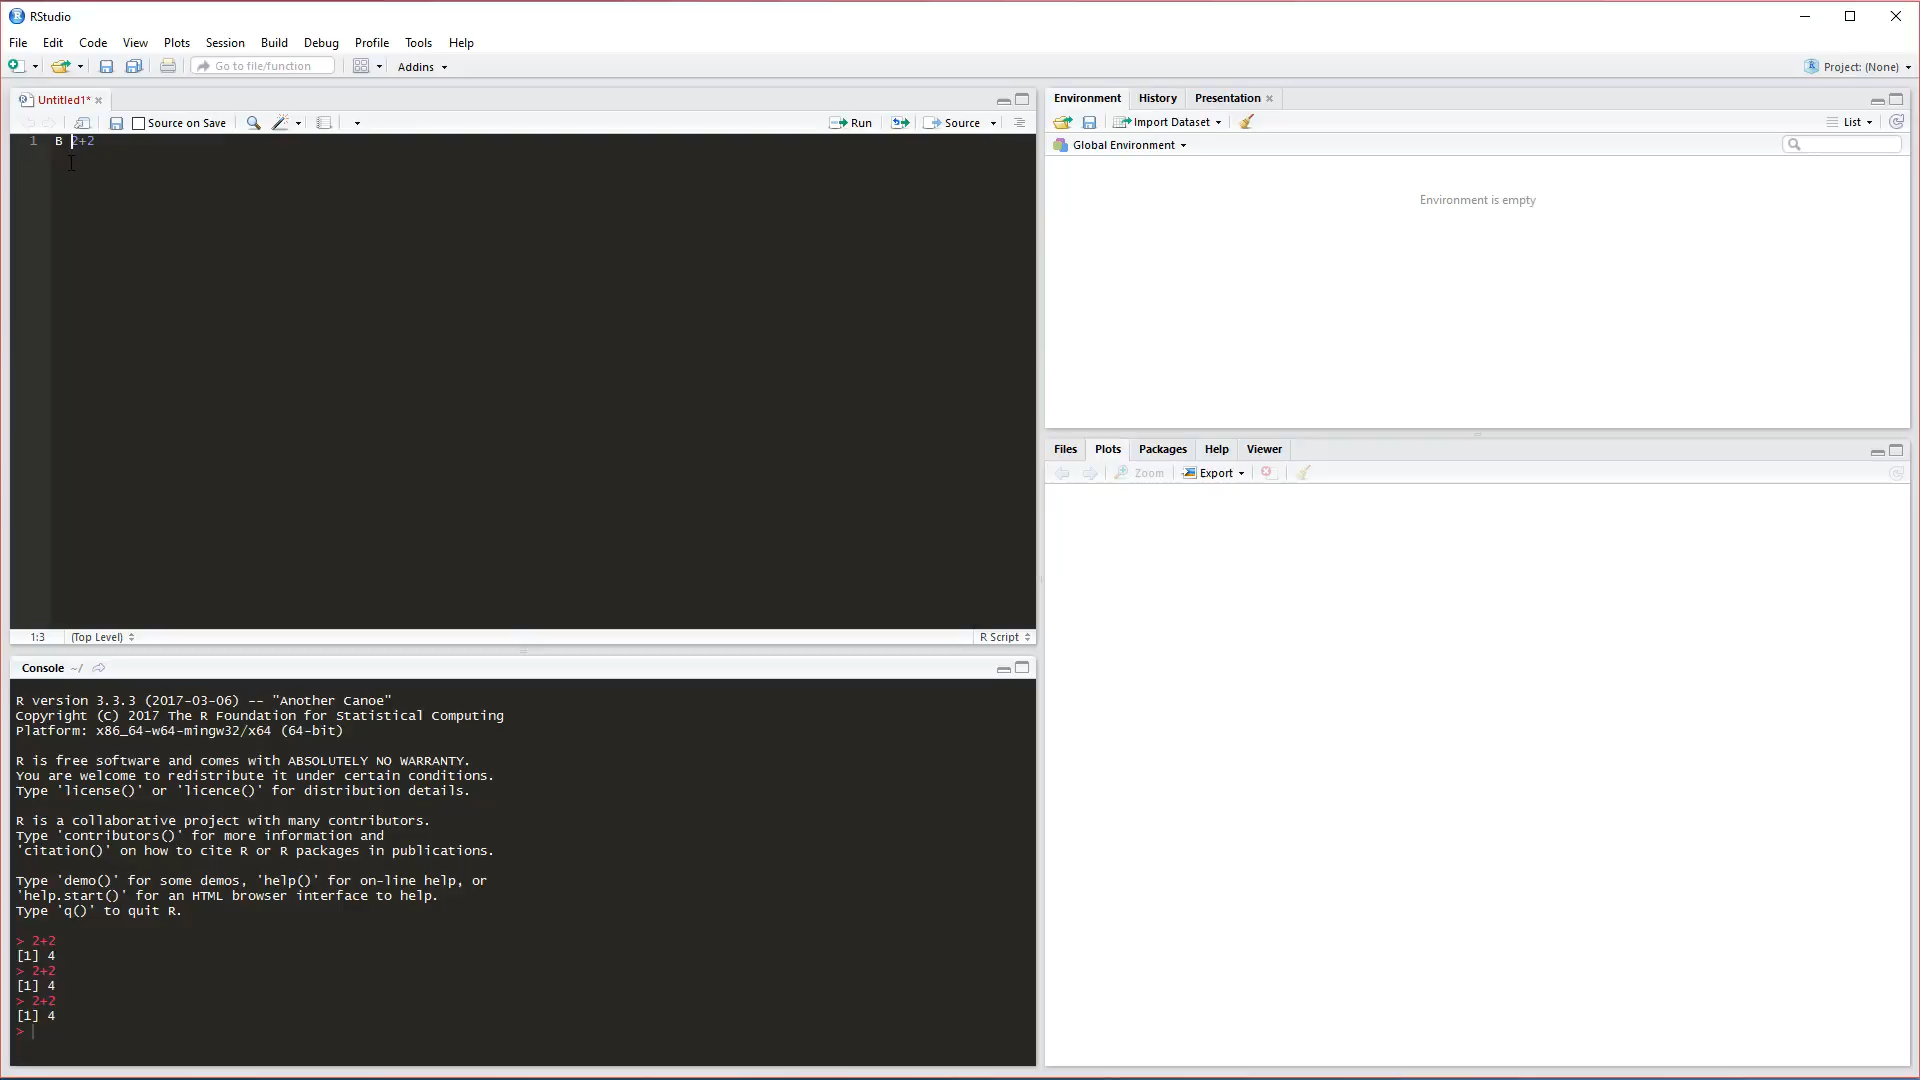 RStudio
File Edit Code View Plots Session Build Debug Profile Tools Help
Go to file/function Addins Project: (None)
Untitled1*
Source on Save Run Source
1 B 2+2
1:3 (Top Level) R Script
Console ~/
R version 3.3.3 (2017-03-06) -- "Another Canoe"
Copyright (C) 2017 The R Foundation for Statistical Computing
Platform: x86_64-w64-mingw32/x64 (64-bit)
R is free software and comes with ABSOLUTELY NO WARRANTY.
You are welcome to redistribute it under certain conditions.
Type 'license()' or 'licence()' for distribution details.
R is a collaborative project with many contributors.
Type 'contributors()' for more information and
'citation()' on how to cite R or R packages in publications.
Type 'demo()' for some demos, 'help()' for on-line help, or
'help.start()' for an HTML browser interface to help.
Type 'q()' to quit R.
> 2+2
[1] 4
> 2+2
[1] 4
> 2+2
[1] 4
>
Environment History Presentation
Import Dataset List
Global Environment
Environment is empty
Files Plots Packages Help Viewer
Zoom Export